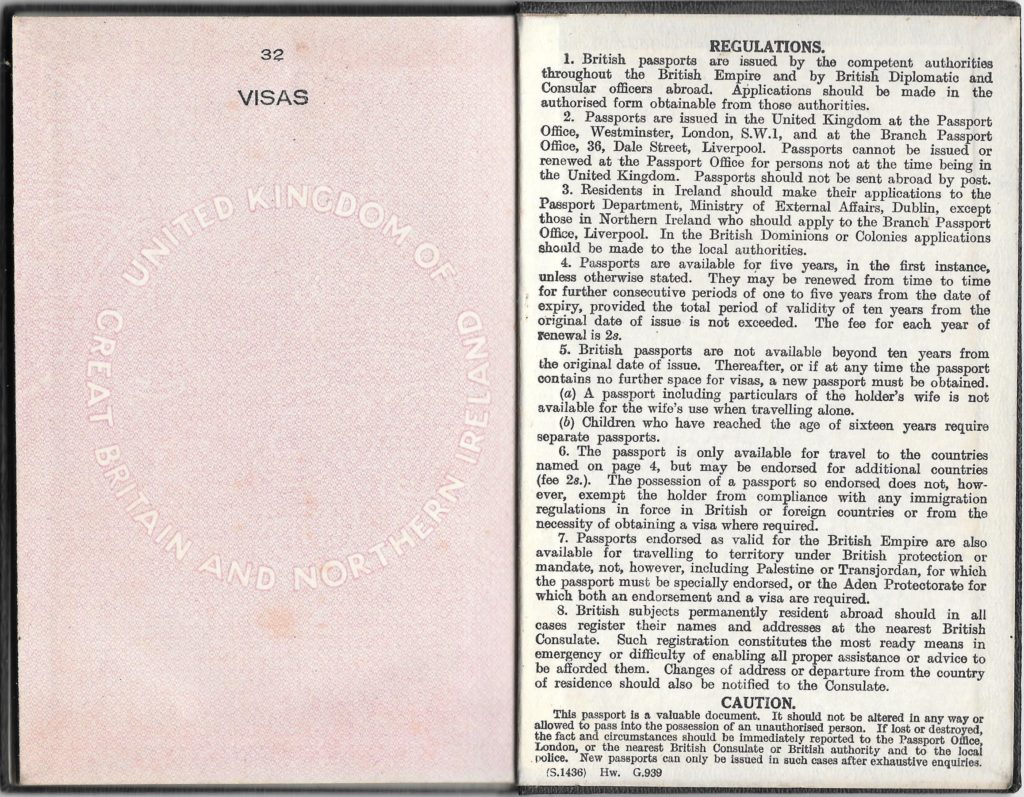 32
VISAS
UNITED KINGDOM OF
GREAT BRITAIN AND NORTHERN IRELAND
REGULATIONS.
1. British passports are issued by the competent authorities
throughout the British Empire and by British Diplomatic and
Consular officers abroad. Applications should be made in the
authorised form obtainable from those authorities.
2. Passports are issued in the United Kingdom at the Passport
Office, Westminster, London, S.W.1, and at the Branch Passport
Office, 36, Dale Street, Liverpool. Passports cannot be issued or
renewed at the Passport Office for persons not at the time being in
the United Kingdom. Passports should not be sent abroad by post.
3. Residents in Ireland should make their applications to the
Passport Department, Ministry of External Affairs, Dublin, except
those in Northern Ireland who should apply to the Branch Passport
Office, Liverpool. In the British Dominions or Colonies applications
should be made to the local authorities.
4. Passports are available for five years, in the first instance,
unless otherwise stated. They may be renewed from time to time
for further consecutive periods of one to five years from the date of
expiry, provided the total period of validity of ten years from the
original date of issue is not exceeded. The fee for each year of
renewal is 2s.
5. British passports are not available beyond ten years from
the original date of issue. Thereafter, or if at any time the passport
contains no further space for visas, a new passport must be obtained.
(a) A passport including particulars of the holder's wife is not
available for the wife's use when travelling alone.
(b) Children who have reached the age of sixteen years require
separate passports.
6. The passport is only available for travel to the countries
named on page 4, but may be endorsed for additional countries
(fee 2s.). The possession of a passport so endorsed does not, how-
ever, exempt the holder from compliance with any immigration
regulations in force in British or foreign countries or from the
necessity of obtaining a visa where required.
7. Passports endorsed as valid for the British Empire are also
available for travelling to territory under British protection or
mandate, not, however, including Palestine or Transjordan, for which
the passport must be specially endorsed, or the Aden Protectorate for
which both an endorsement and a visa are required.
8. British subjects permanently resident abroad should in all
cases register their names and addresses at the nearest British
Consulate. Such registration constitutes the most ready means in
emergency or difficulty of enabling all proper assistance or advice to
be afforded them. Changes of address or departure from the country
of residence should also be notified to the Consulate.
CAUTION.
This passport is a valuable document. It should not be altered in any way or
allowed to pass into the possession of an unauthorised person. If lost or destroyed,
the fact and circumstances should be immediately reported to the Passport Office,
London, or the nearest British Consulate or British authority and to the local
police. New passports can only be issued in such cases after exhaustive enquiries.
(S.1436) Hw. G.939